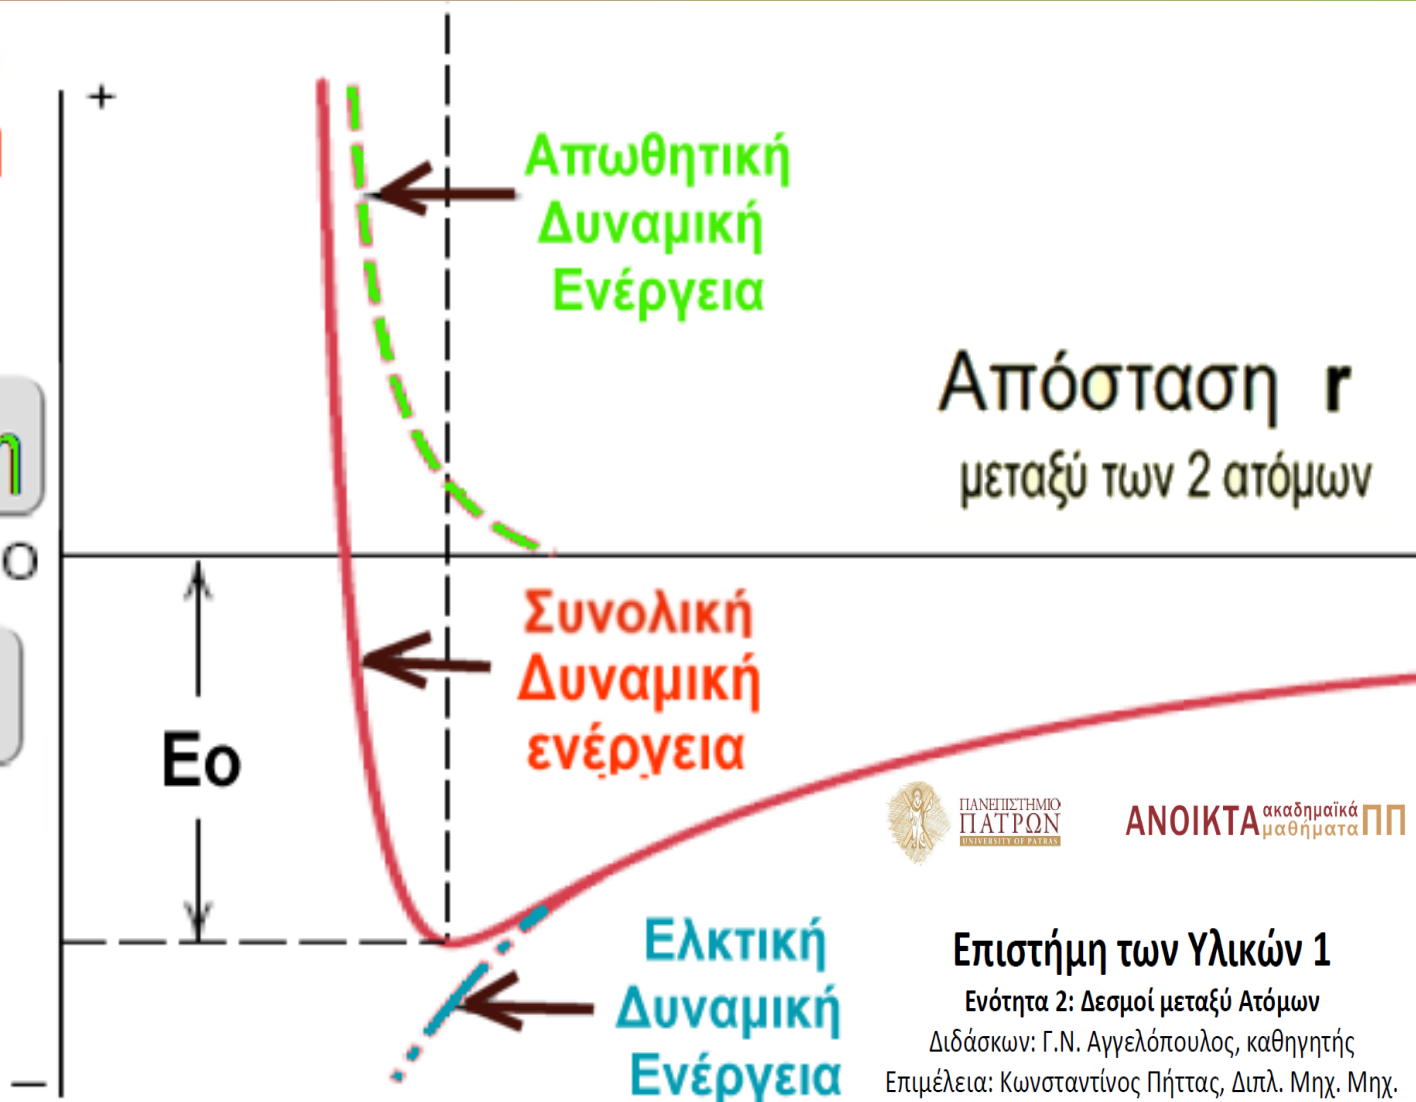 +
Απωθητική
Δυναμική
Ενέργεια
Απόσταση r
μεταξύ των 2 ατόμων
η
O
Συνολική
Δυναμική
ενέργεια
Eo
ΠΑΝΕΠΙΣΤΗΜΙΟ
ΠΑΤΡΩΝ
UNIVERSITY OF PATRAS
ΑΝΟΙΚΤΑ ακαδημαϊκά μαθήματα ΠΠ
Ελκτική
Δυναμική
Ενέργεια
Επιστήμη των Υλικών 1
Ενότητα 2: Δεσμοί μεταξύ Ατόμων
Διδάσκων: Γ.Ν. Αγγελόπουλος, καθηγητής
Επιμέλεια: Κωνσταντίνος Πήττας, Διπλ. Μηχ. Μηχ.
–